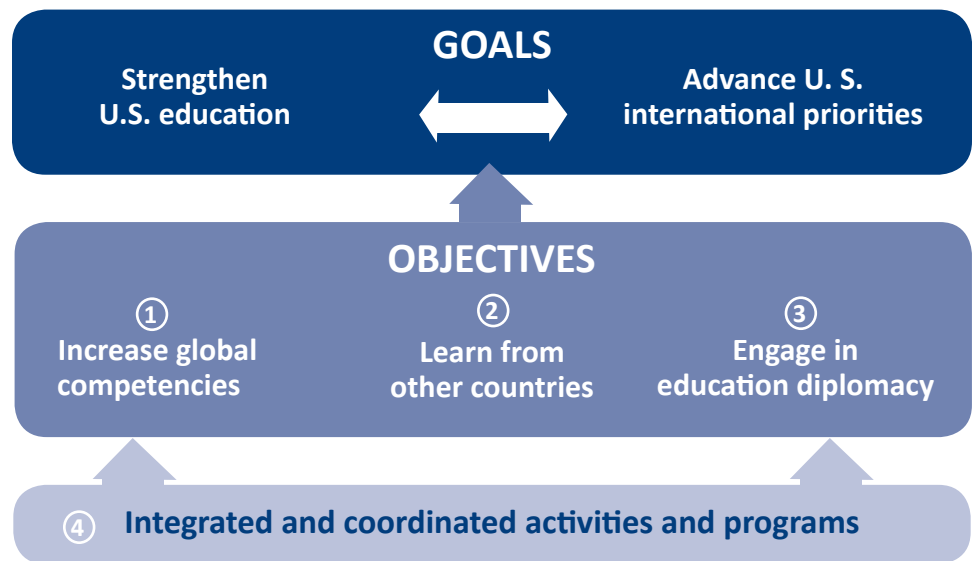 GOALS
Strengthen
U.S. education
Advance U. S.
international priorities
OBJECTIVES
①
Increase global
competencies
②
Learn from
other countries
③
Engage in
education diplomacy
④ Integrated and coordinated activities and programs